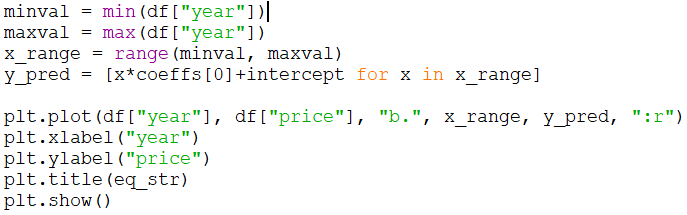 minval = min(df["year"])
maxval = max(df["year"])
x_range = range(minval, maxval)
y_pred = [x*coeffs[0]+intercept for x in x_range]
plt.plot(df["year"], df["price"], "b.", x_range, y_pred, ":r")
plt.xlabel("year")
plt.ylabel("price")
plt.title(eq_str)
plt.show()